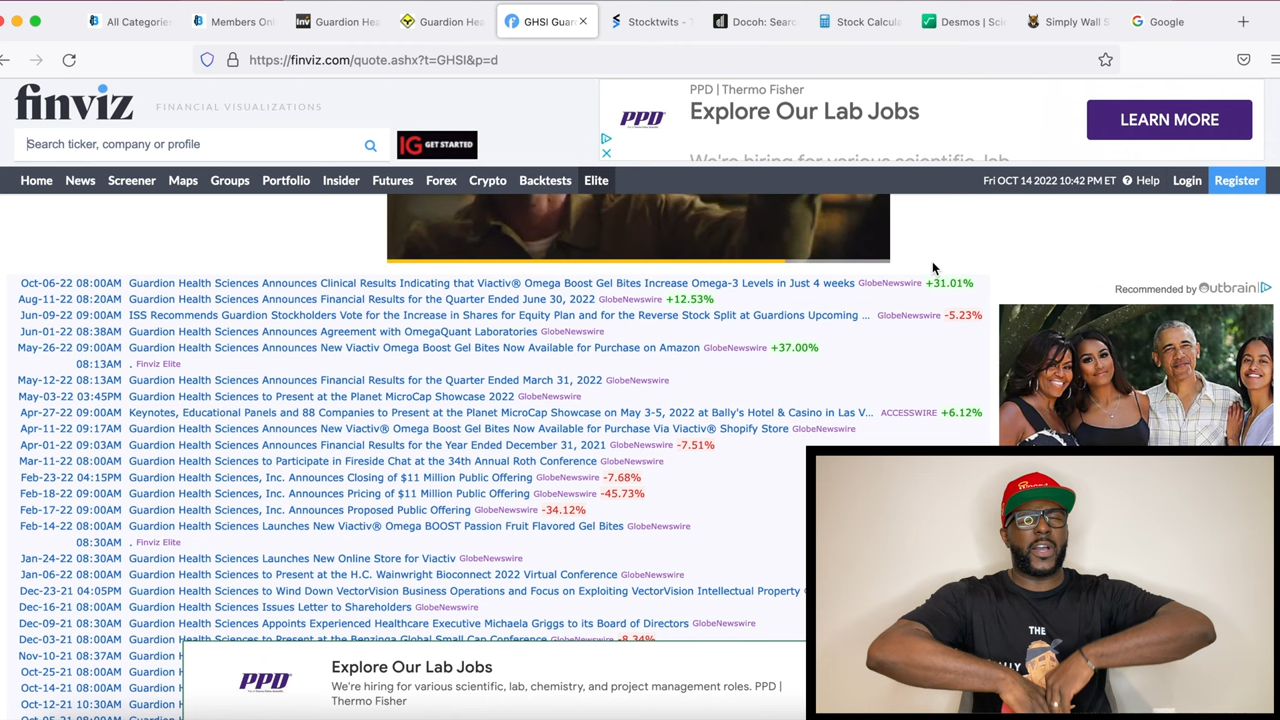 All Categorie
Members On
Guardion Hea
Guardion Hea
GHSI Guar
Stocktwits -
Docoh: Searc
Stock Calcula
Desmos | Scie
Simply Wall S
Google
https://finviz.com/quote.ashx?t=GHSI&p=d
finviz FINANCIAL VISUALIZATIONS
Search ticker, company or profile
IG GET STARTED
PPD | Thermo Fisher
PPD
Explore Our Lab Jobs
We're hiring for various scientific, lab,
LEARN MORE
Home News Screener Maps Groups Portfolio Insider Futures Forex Crypto Backtests Elite
Fri OCT 14 2022 10:42 PM ET Help Login Register
Oct-06-22 08:00AM Guardion Health Sciences Announces Clinical Results Indicating that Viactiv® Omega Boost Gel Bites Increase Omega-3 Levels in Just 4 weeks GlobeNewswire +31.01%
Aug-11-22 08:20AM Guardion Health Sciences Announces Financial Results for the Quarter Ended June 30, 2022 GlobeNewswire +12.53%
Jun-09-22 09:00AM ISS Recommends Guardion Stockholders Vote for the Increase in Shares for Equity Plan and for the Reverse Stock Split at Guardions Upcoming ... GlobeNewswire -5.23%
Jun-01-22 08:38AM Guardion Health Sciences Announces Agreement with OmegaQuant Laboratories GlobeNewswire
May-26-22 09:00AM Guardion Health Sciences Announces New Viactiv Omega Boost Gel Bites Now Available for Purchase on Amazon GlobeNewswire +37.00%
08:13AM . Finviz Elite
May-12-22 08:13AM Guardion Health Sciences Announces Financial Results for the Quarter Ended March 31, 2022 GlobeNewswire
May-03-22 03:45PM Guardion Health Sciences to Present at the Planet MicroCap Showcase 2022 GlobeNewswire
Apr-27-22 09:00AM Keynotes, Educational Panels and 88 Companies to Present at the Planet MicroCap Showcase on May 3-5, 2022 at Bally's Hotel & Casino in Las V... ACCESSWIRE +6.12%
Apr-11-22 09:17AM Guardion Health Sciences Announces New Viactiv® Omega Boost Gel Bites Now Available for Purchase Via Viactiv® Shopify Store GlobeNewswire
Apr-01-22 09:03AM Guardion Health Sciences Announces Financial Results for the Year Ended December 31, 2021 GlobeNewswire -7.51%
Mar-11-22 08:00AM Guardion Health Sciences to Participate in Fireside Chat at the 34th Annual Roth Conference GlobeNewswire
Feb-23-22 04:15PM Guardion Health Sciences, Inc. Announces Closing of $11 Million Public Offering GlobeNewswire -7.68%
Feb-18-22 09:00AM Guardion Health Sciences, Inc. Announces Pricing of $11 Million Public Offering GlobeNewswire -45.73%
Feb-17-22 09:00AM Guardion Health Sciences, Inc. Announces Proposed Public Offering GlobeNewswire -34.12%
Feb-14-22 08:00AM Guardion Health Sciences Launches New Viactiv® Omega BOOST Passion Fruit Flavored Gel Bites GlobeNewswire
08:30AM . Finviz Elite
Jan-24-22 08:30AM Guardion Health Sciences Launches New Online Store for Viactiv GlobeNewswire
Jan-06-22 08:00AM Guardion Health Sciences to Present at the H.C. Wainwright Bioconnect 2022 Virtual Conference GlobeNewswire
Dec-23-21 04:05PM Guardion Health Sciences to Wind Down VectorVision Business Operations and Focus on Exploiting VectorVision Intellectual Property
Dec-16-21 08:00AM Guardion Health Sciences Issues Letter to Shareholders GlobeNewswire
Dec-09-21 08:30AM Guardion Health Sciences Appoints Experienced Healthcare Executive Michaela Griggs to its Board of Directors GlobeNewswire
Dec-03-21 08:00AM Guardion Health Sciences to Present at the Benzinga Global Small Cap Conference GlobeNewswire -8.34%
Nov-10-21 08:37AM Guardion H
Oct-25-21 08:00AM Guardion H
Oct-14-21 08:00AM Guardion H
Oct-12-21 10:30AM Guardion H
Oct-05-21 08:00AM Guardion H
Recommended by Outbrain
PPD
Explore Our Lab Jobs
We're hiring for various scientific, lab, chemistry, and project management roles. PPD |
Thermo Fisher
THE